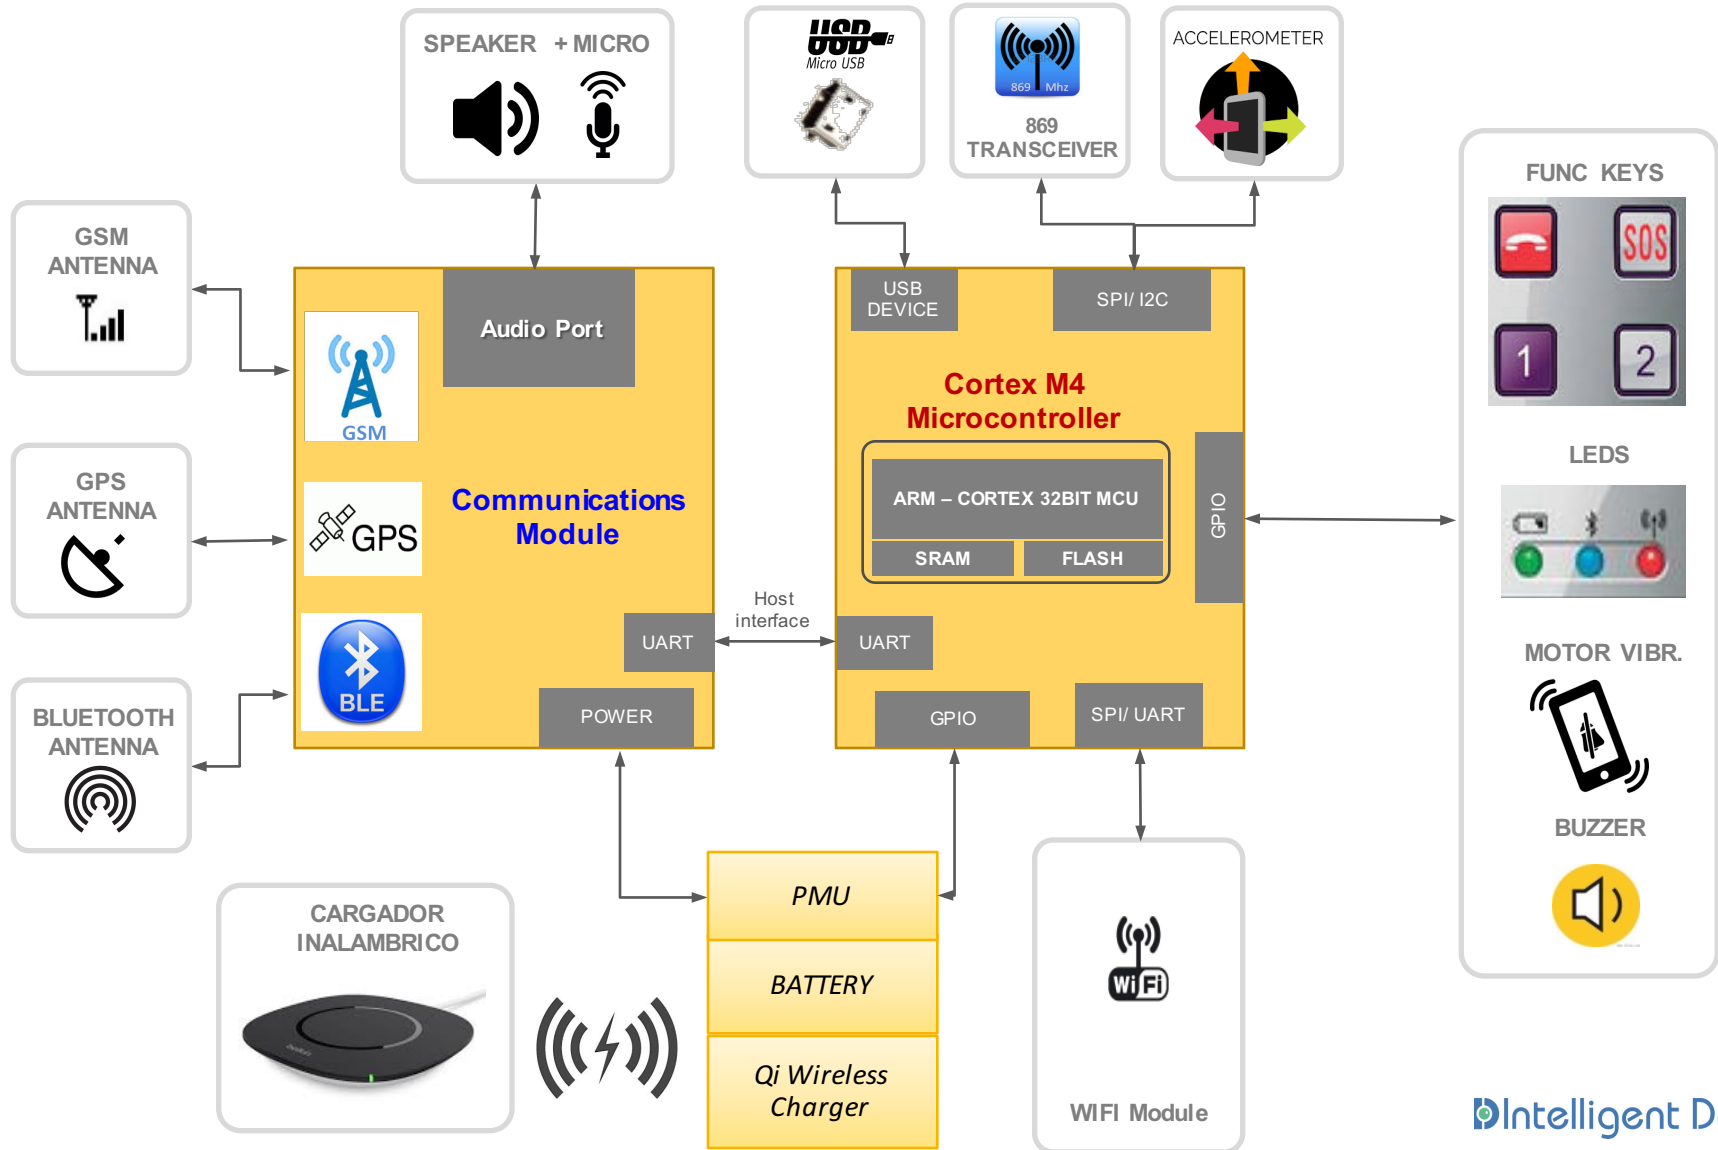 SPEAKER + MICRO
USB
Micro USB
869 Mhz
869
TRANSCEIVER
ACCELEROMETER
GSM
ANTENNA
GPS
ANTENNA
BLUETOOTH
ANTENNA
Audio Port
GSM
GPS
BLE
Communications
Module
UART
POWER
Host
interface
USB
DEVICE
SPI/ I2C
Cortex M4
Microcontroller
ARM – CORTEX 32BIT MCU
SRAM
FLASH
GPIO
UART
GPIO
SPI/ UART
FUNC KEYS
SOS
1
2
LEDS
MOTOR VIBR.
BUZZER
CARGADOR
INALAMBRICO
belkin
PMU
BATTERY
Qi Wireless
Charger
WiFi
WIFI Module
Intelligent D